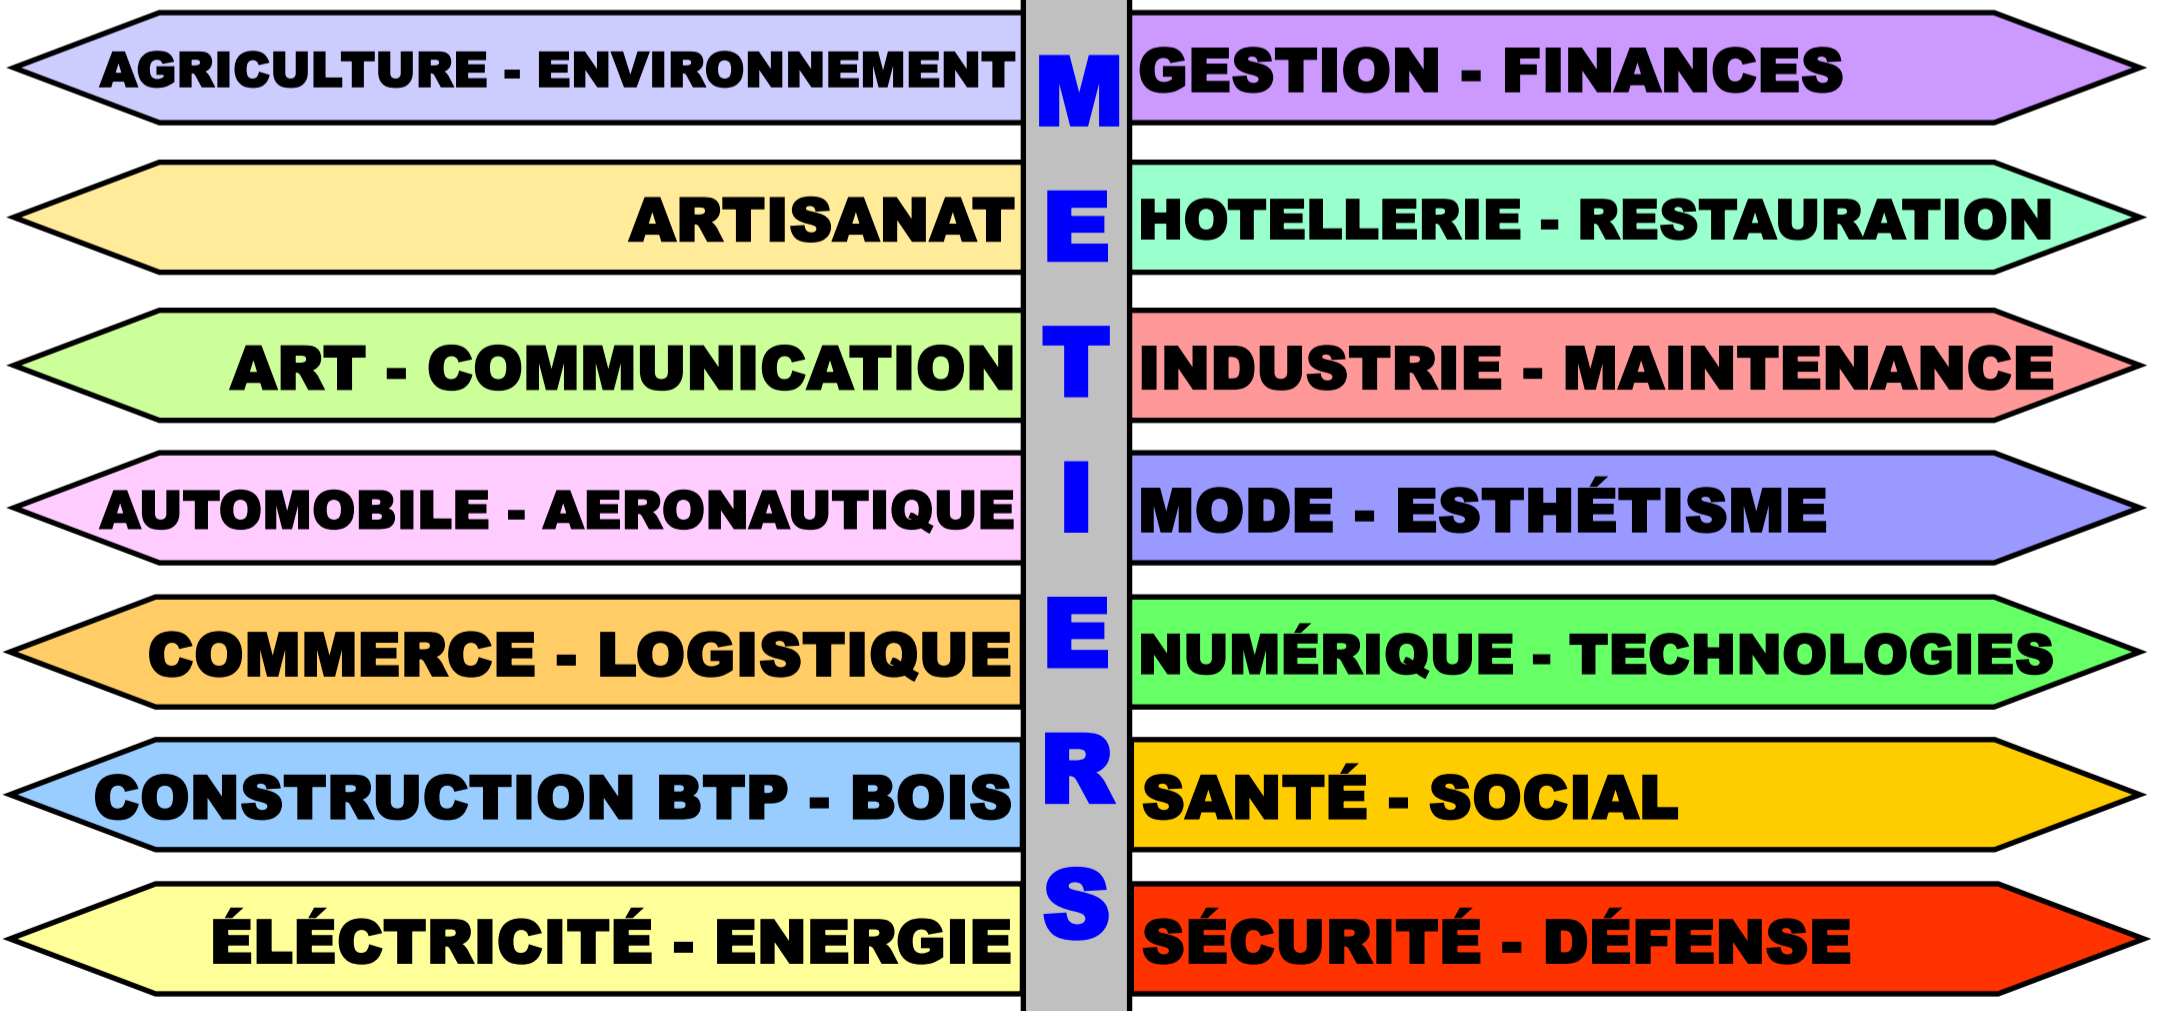 AGRICULTURE - ENVIRONNEMENT
ARTISANAT
ART - COMMUNICATION
AUTOMOBILE - AERONAUTIQUE
COMMERCE - LOGISTIQUE
CONSTRUCTION BTP - BOIS
ÉLÉCTRICITÉ - ENERGIE
METIERS
GESTION - FINANCES
HOTELLERIE - RESTAURATION
INDUSTRIE - MAINTENANCE
MODE - ESTHÉTISME
NUMÉRIQUE - TECHNOLOGIES
SANTÉ - SOCIAL
SÉCURITÉ - DÉFENSE